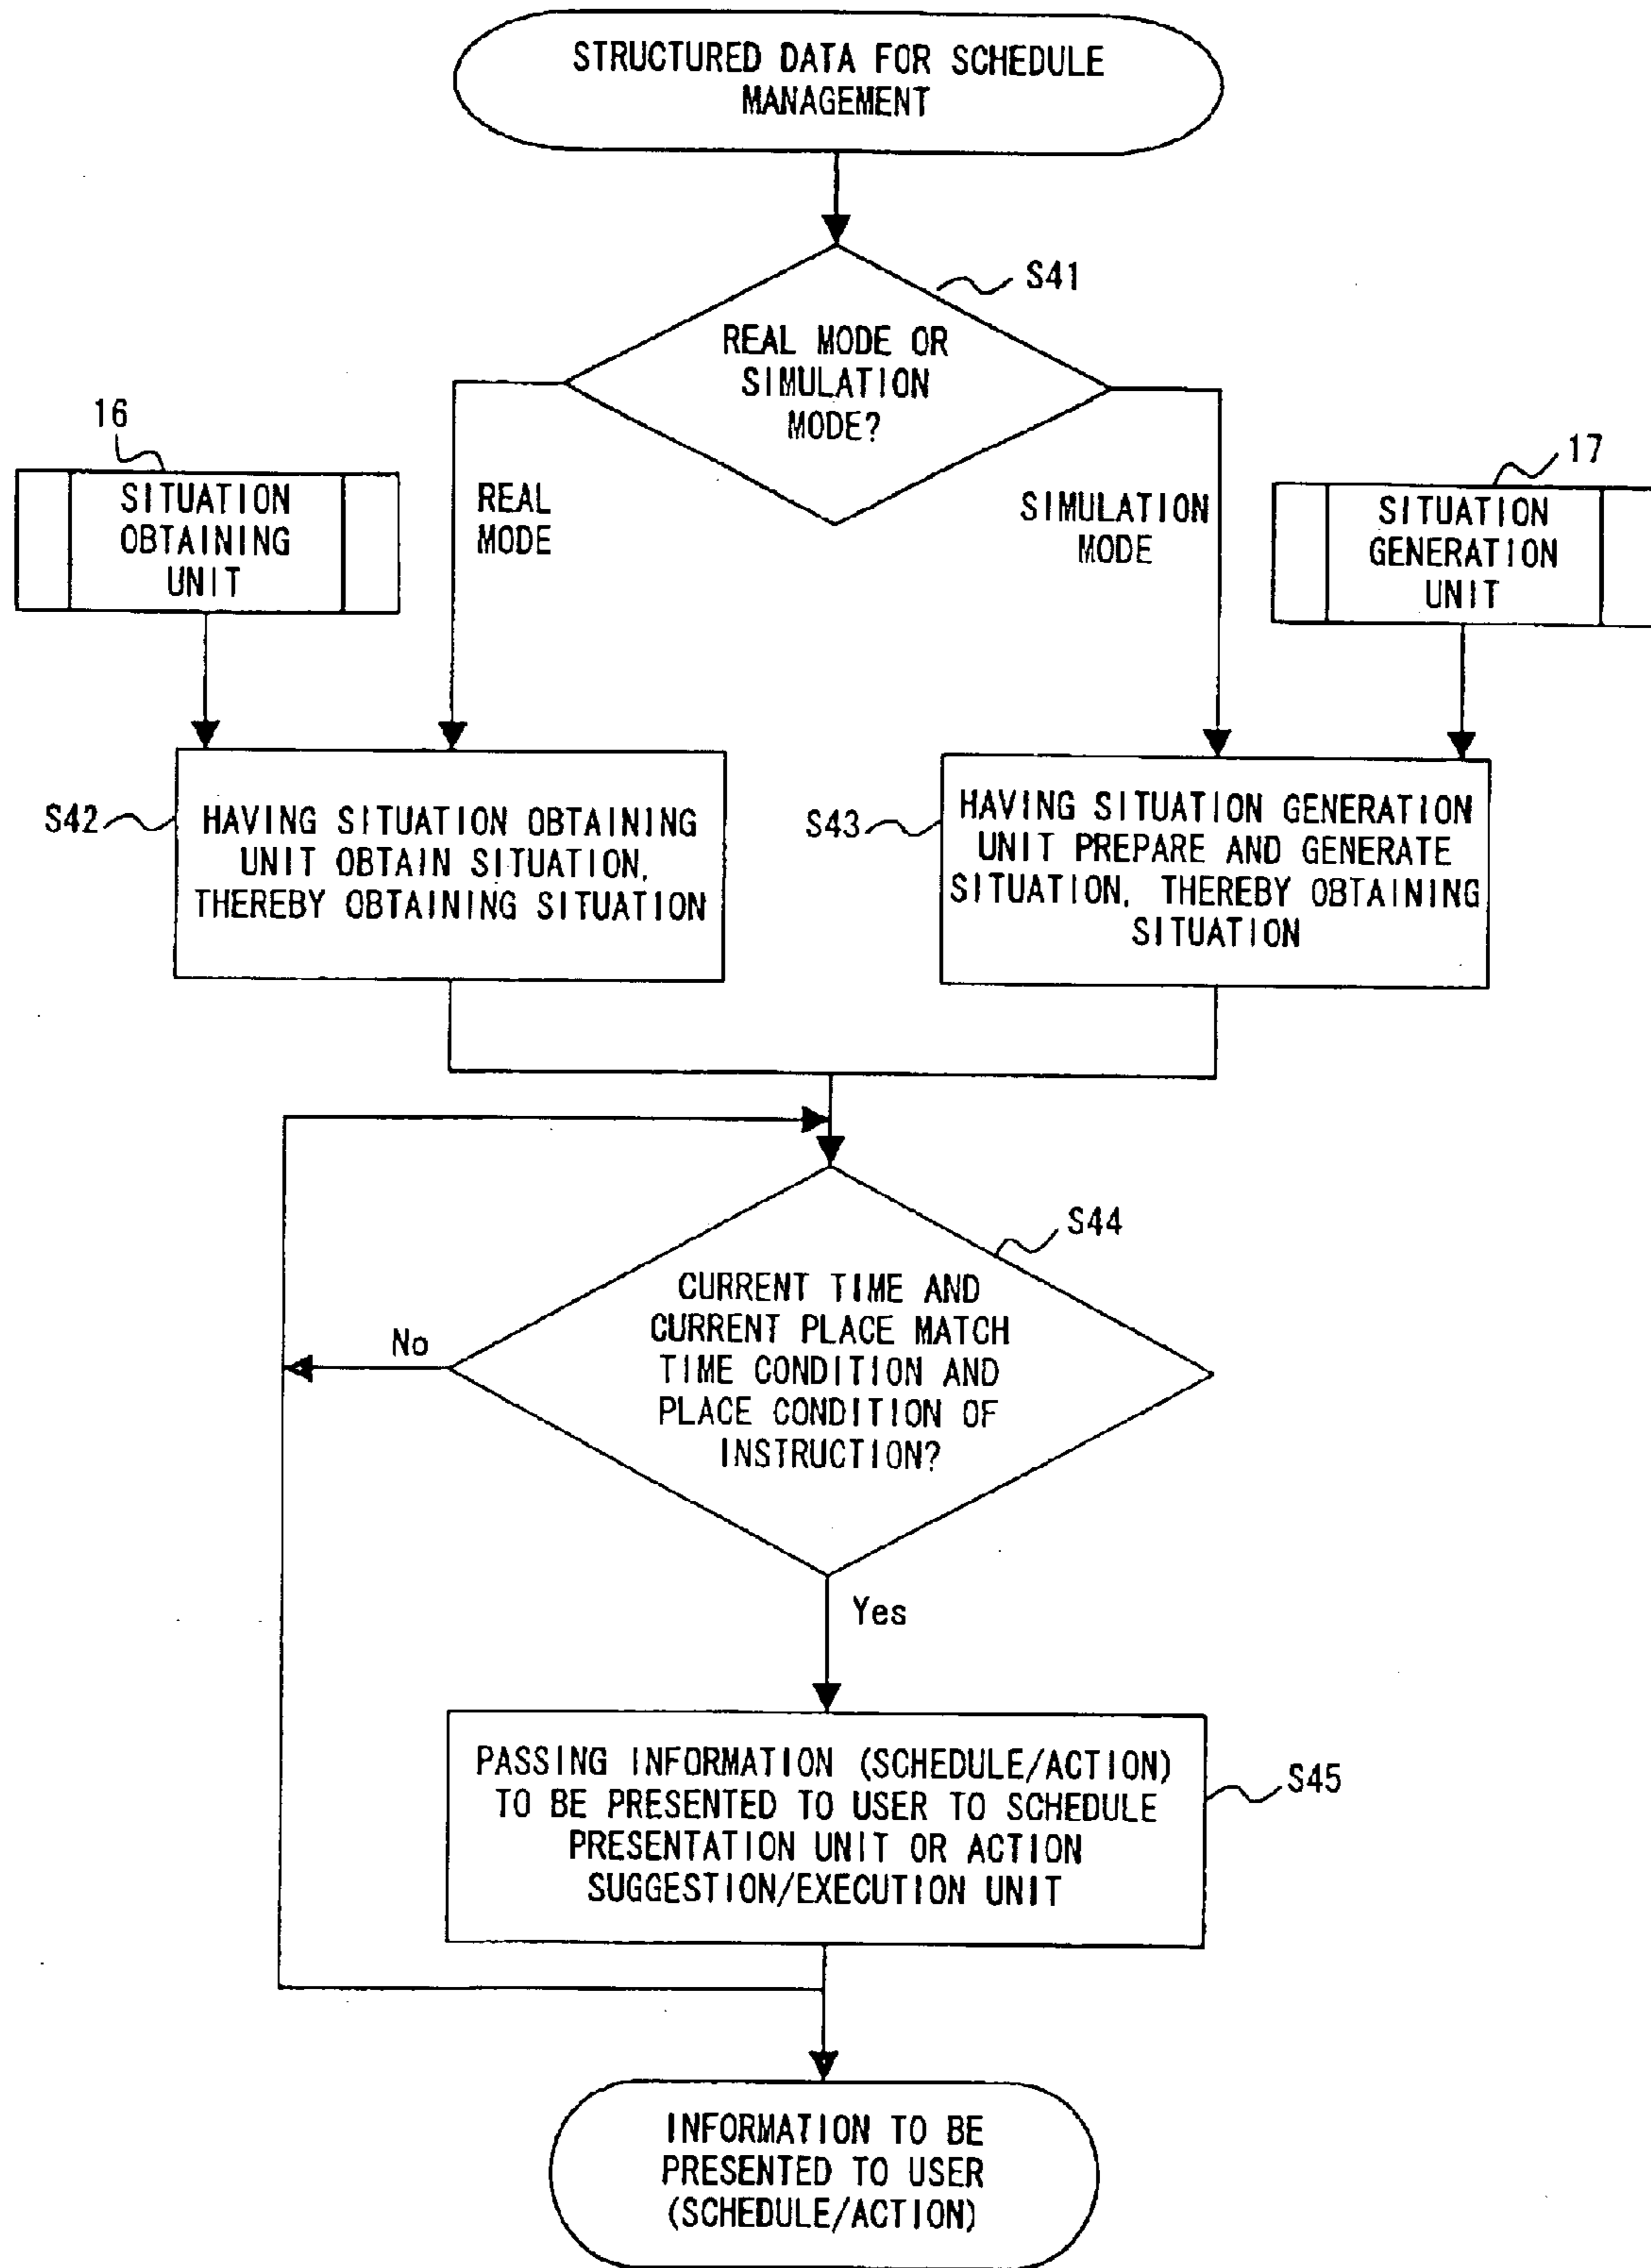 STRUCTURED DATA FOR SCHEDULE
MANAGEMENT
S41
REAL MODE OR
SIMULATION
MODE?
16
SITUATION
OBTAINING
UNIT
REAL
MODE
SIMULATION
MODE
17
SITUATION
GENERATION
UNIT
S42
HAVING SITUATION OBTAINING
UNIT OBTAIN SITUATION,
THEREBY OBTAINING SITUATION
S43
HAVING SITUATION GENERATION
UNIT PREPARE AND GENERATE
SITUATION, THEREBY OBTAINING
SITUATION
S44
CURRENT TIME AND
CURRENT PLACE MATCH
TIME CONDITION AND
PLACE CONDITION OF
INSTRUCTION?
No
Yes
PASSING INFORMATION (SCHEDULE/ACTION)
TO BE PRESENTED TO USER TO SCHEDULE
PRESENTATION UNIT OR ACTION
SUGGESTION/EXECUTION UNIT
S45
INFORMATION TO BE
PRESENTED TO USER
(SCHEDULE/ACTION)